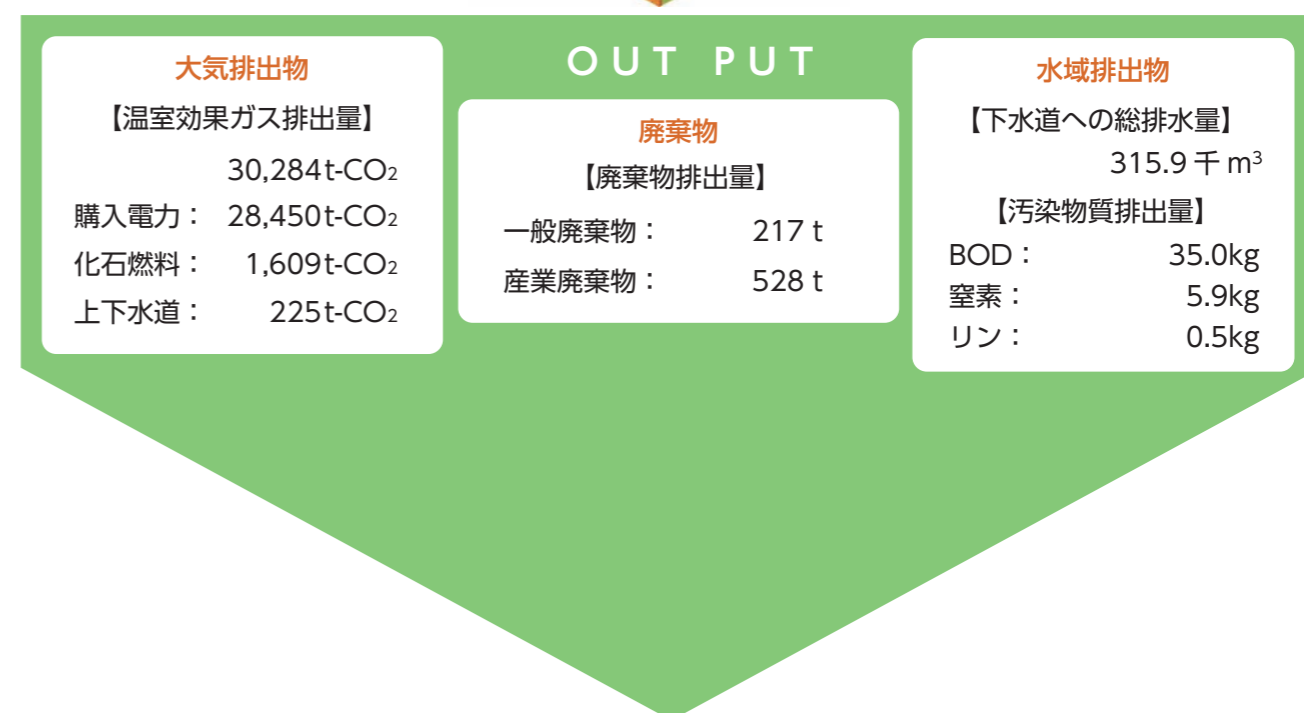 OUT PUT
大気排出物
【温室効果ガス排出量】
30,284t-CO₂
購入電力： 28,450t-CO₂
化石燃料： 1,609t-CO₂
上下水道： 225t-CO₂
廃棄物
【廃棄物排出量】
一般廃棄物： 217 t
産業廃棄物： 528 t
水域排出物
【下水道への総排水量】
315.9 千 m³
【汚染物質排出量】
BOD： 35.0kg
窒素： 5.9kg
リン： 0.5kg